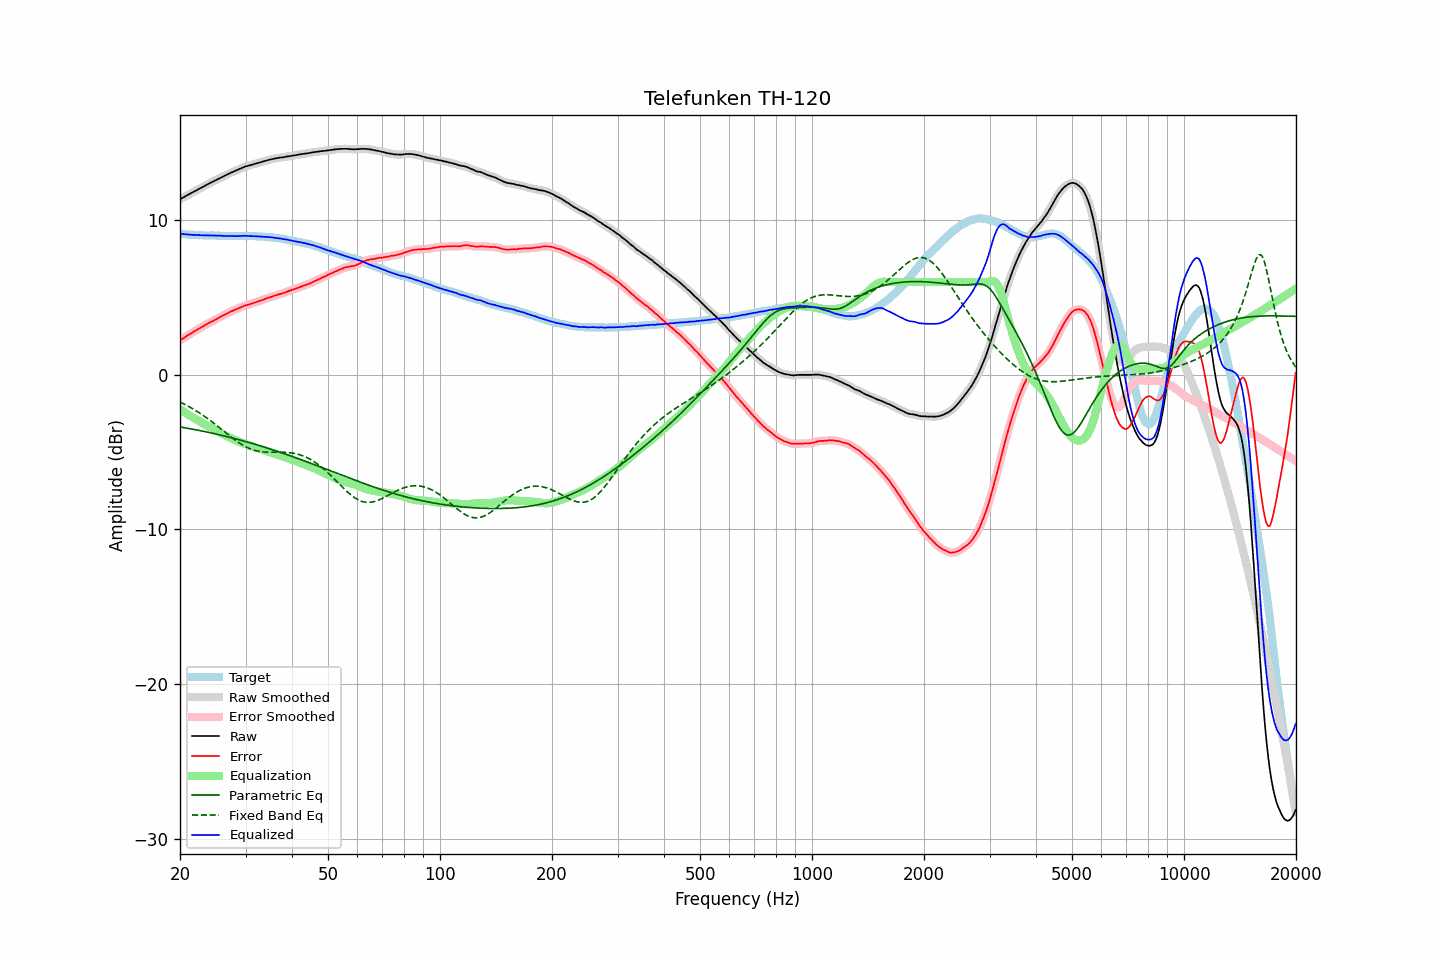 Telefunken TH-120
Amplitude (dBr)
10
0
−10
−20
−30
Target
Raw Smoothed
Error Smoothed
Raw
Error
Equalization
Parametric Eq
Fixed Band Eq
Equalized
20 50 100 200 500 1000 2000 5000 10000 20000
Frequency (Hz)